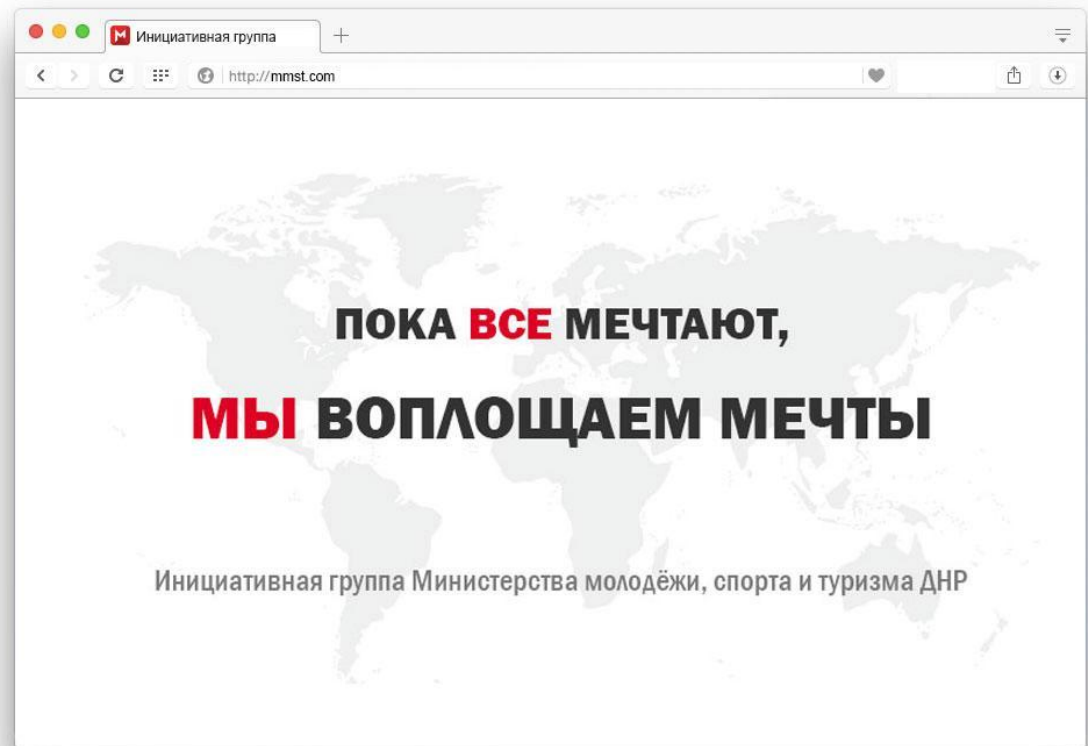 Инициативная группа
http://mmst.com
ПОКА ВСЕ МЕЧТАЮТ,
МЫ ВОПЛОЩАЕМ МЕЧТЫ
Инициативная группа Министерства молодёжи, спорта и туризма ДНР